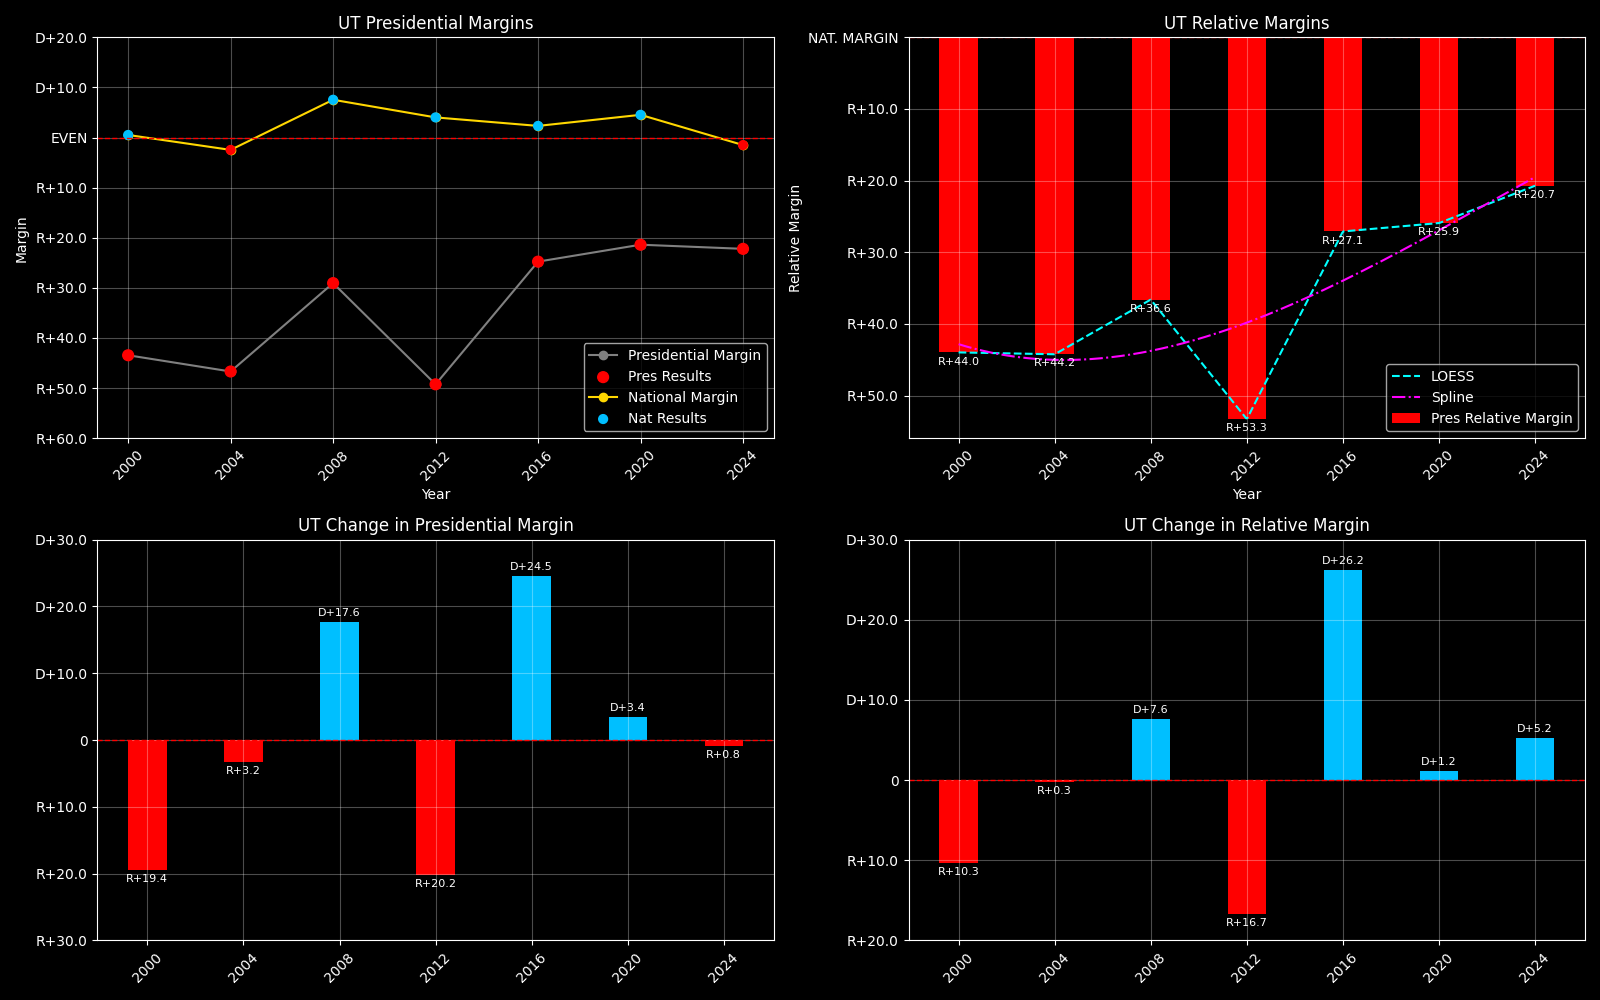 UT Presidential Margins
D+20.0
D+10.0
EVEN
R+10.0
R+20.0
R+30.0
R+40.0
R+50.0
R+60.0
Margin
Presidential Margin
Pres Results
National Margin
Nat Results
2000
2004
2008
2012
2016
2020
2024
Year
UT Relative Margins
NAT. MARGIN
R+10.0
R+20.0
R+30.0
R+40.0
R+50.0
Relative Margin
R+44.0
R+44.2
R+36.6
R+53.3
R+27.1
R+25.9
R+20.7
LOESS
Spline
Pres Relative Margin
2000
2004
2008
2012
2016
2020
2024
Year
UT Change in Presidential Margin
D+30.0
D+20.0
D+10.0
0
R+10.0
R+20.0
R+30.0
R+19.4
R+3.2
D+17.6
R+20.2
D+24.5
D+3.4
R+0.8
2000
2004
2008
2012
2016
2020
2024
UT Change in Relative Margin
D+30.0
D+20.0
D+10.0
0
R+10.0
R+20.0
R+10.3
R+0.3
D+7.6
R+16.7
D+26.2
D+1.2
D+5.2
2000
2004
2008
2012
2016
2020
2024